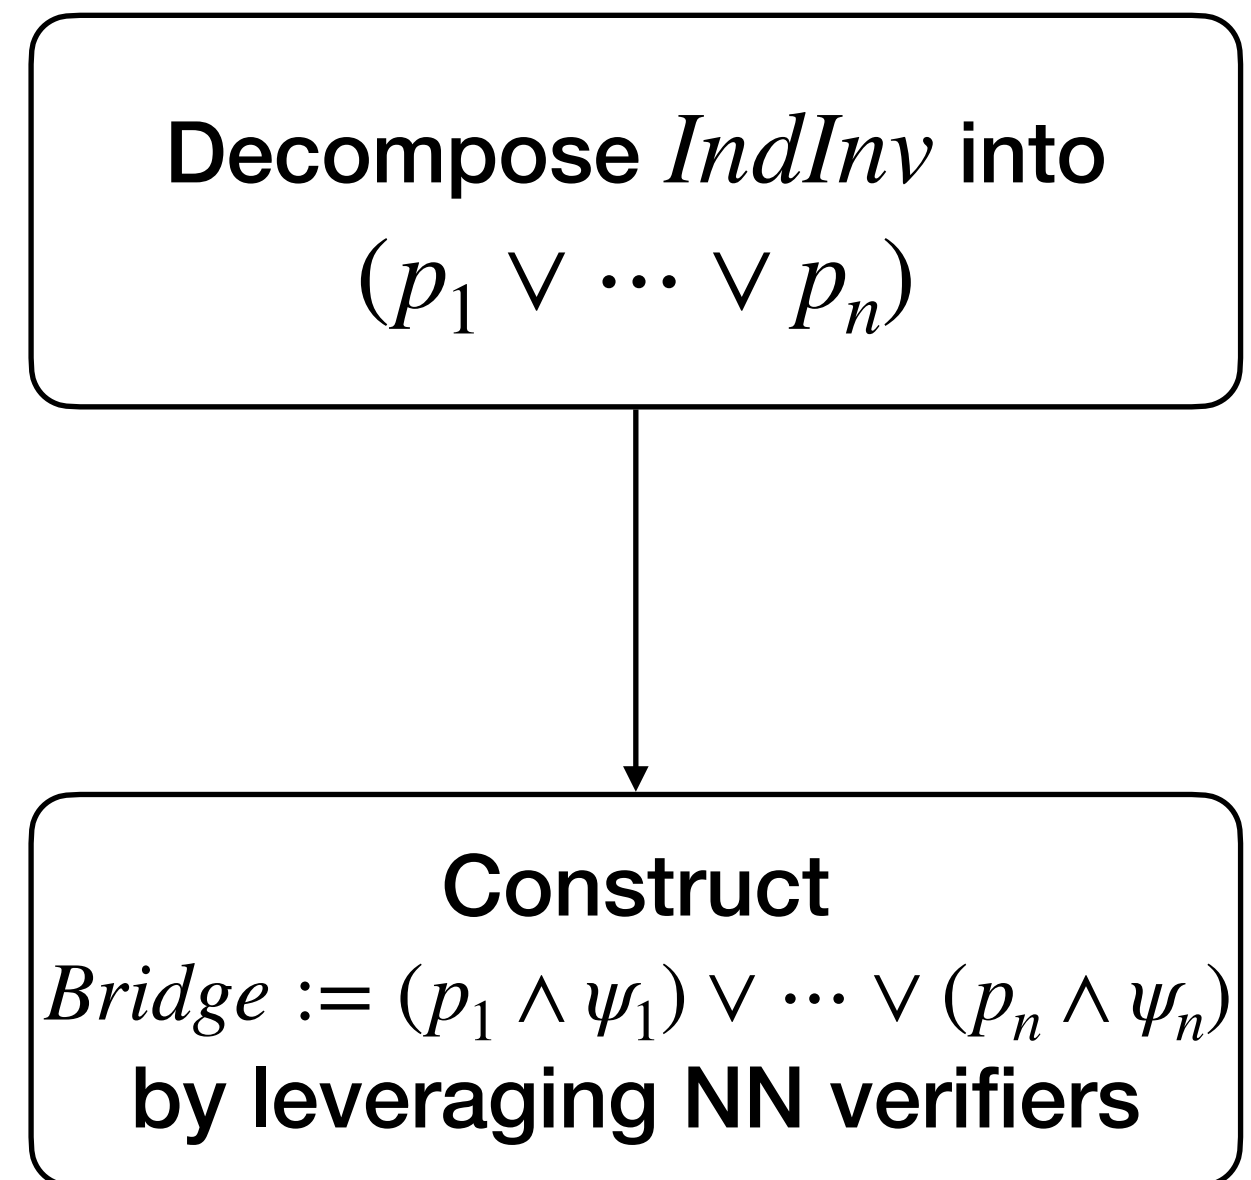 Decompose IndInv into
(p₁ ∨ ··· ∨ pₙ)
Construct
Bridge := (p₁ ∧ ψ₁) ∨ ··· ∨ (pₙ ∧ ψₙ)
by leveraging NN verifiers